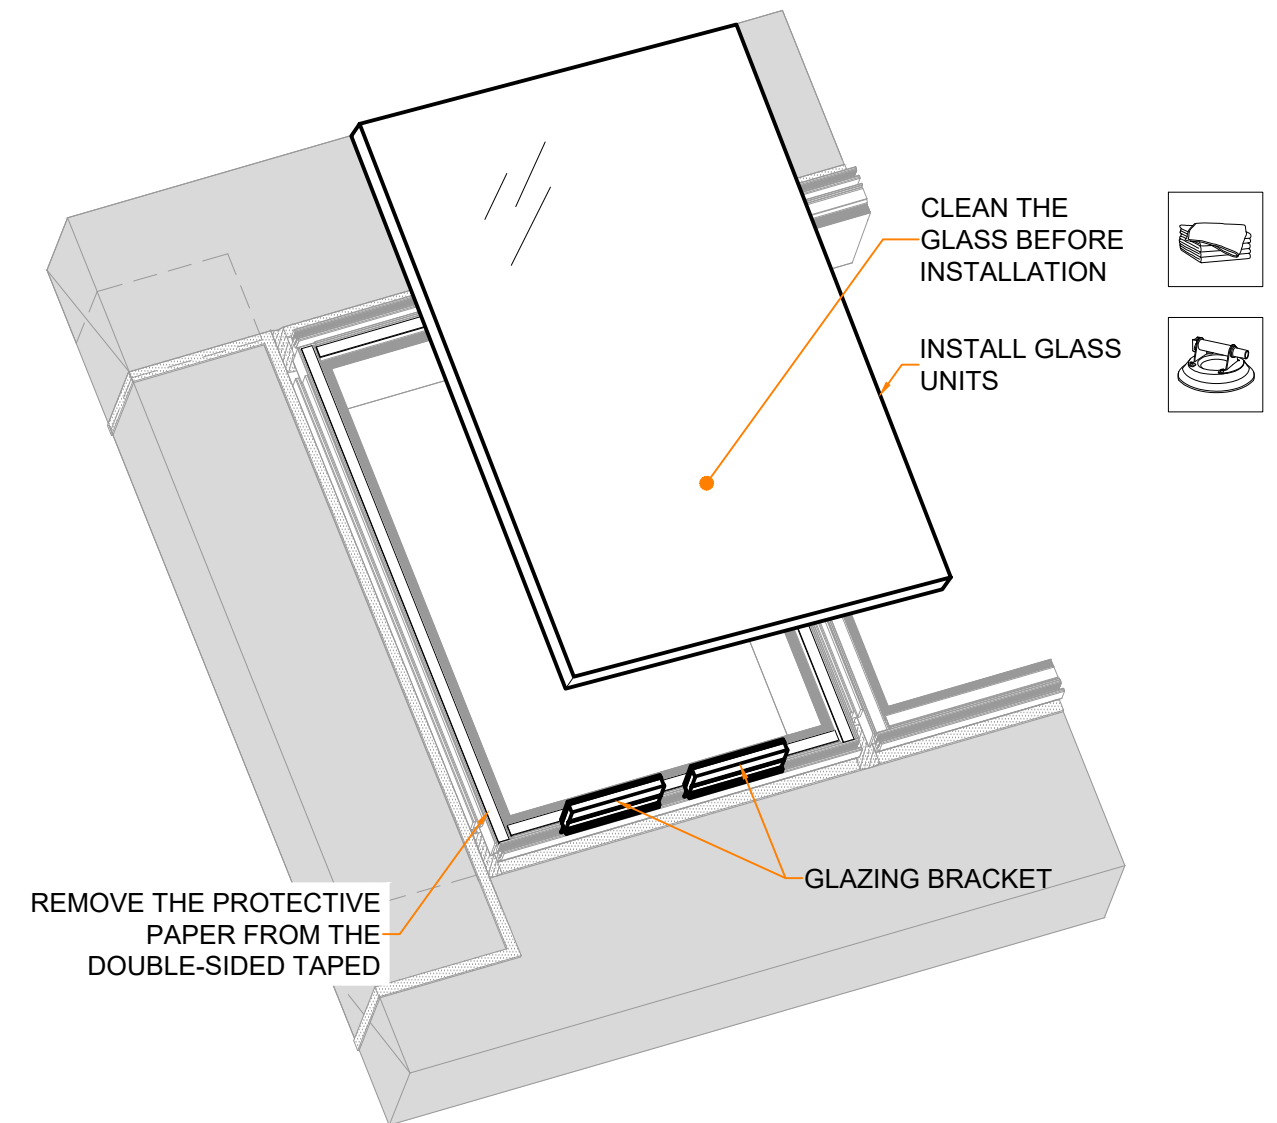 CLEAN THE
GLASS BEFORE
INSTALLATION
INSTALL GLASS
UNITS
GLAZING BRACKET
REMOVE THE PROTECTIVE
PAPER FROM THE
DOUBLE-SIDED TAPED